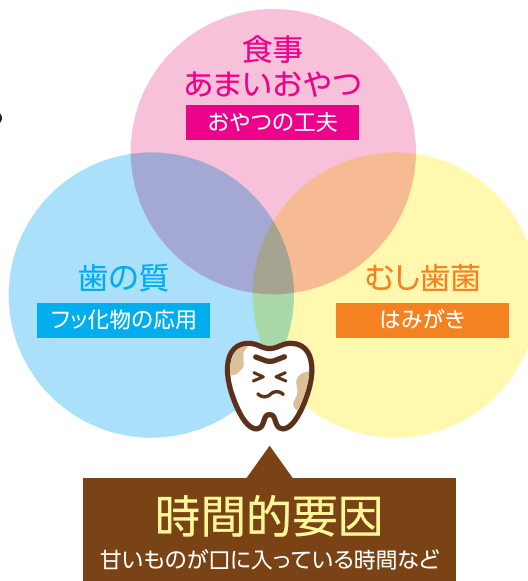 食事
あまいおやつ
おやつの工夫
歯の質
フッ化物の応用
むし歯菌
はみがき
時間的要因
甘いものが口に入っている時間など